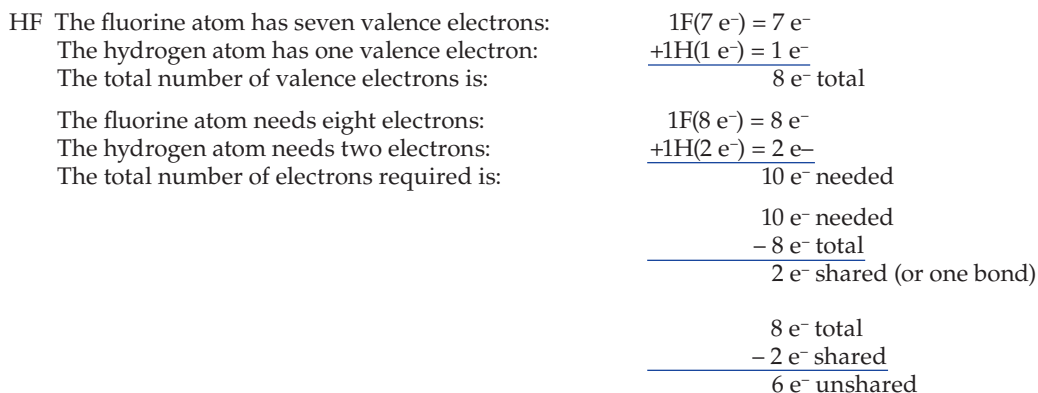 HF The fluorine atom has seven valence electrons: 1F(7 e⁻) = 7 e⁻
The hydrogen atom has one valence electron: +1H(1 e⁻) = 1 e⁻
The total number of valence electrons is: 8 e⁻ total
The fluorine atom needs eight electrons: 1F(8 e⁻) = 8 e⁻
The hydrogen atom needs two electrons: +1H(2 e⁻) = 2 e–
The total number of electrons required is: 10 e⁻ needed
10 e⁻ needed
– 8 e⁻ total
2 e⁻ shared (or one bond)
8 e⁻ total
– 2 e⁻ shared
6 e⁻ unshared